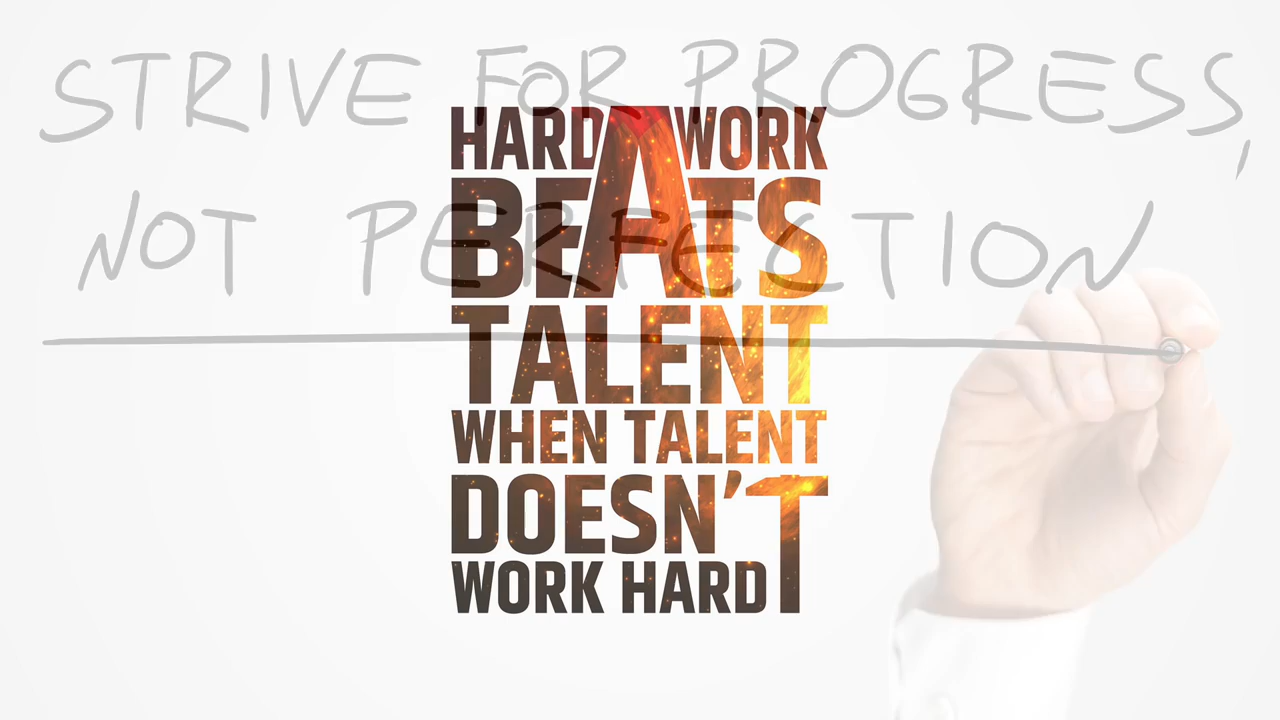 STRIVE FOR PROGRESS,
NOT PERFECTION
HARD WORK
BEATS
TALENT
WHEN TALENT
DOESN'T
WORK HARD